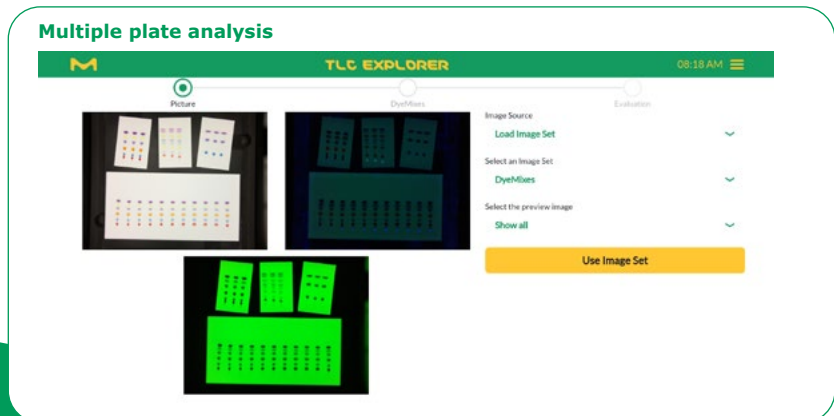 Multiple plate analysis
M
TLC EXPLORER
08:18 AM
Picture
DyeMixes
Evaluation
Image Source
Load Image Set
Select an Image Set
DyeMixes
Select the preview image
Show all
Use Image Set